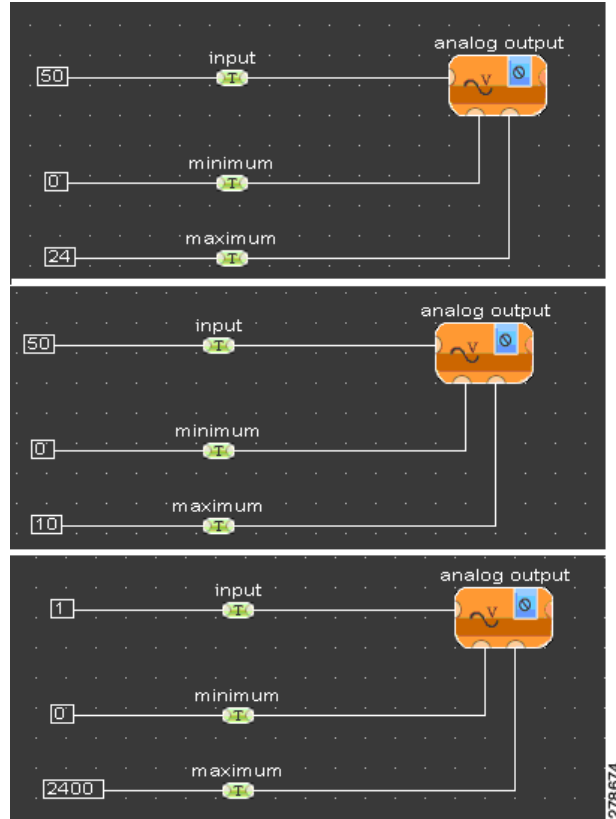 analog output
input
50
T
V
minimum
0
T
maximum
24
T
analog output
input
50
T
V
minimum
0
T
maximum
10
T
analog output
input
1
T
V
minimum
0
T
maximum
2400
T
278674